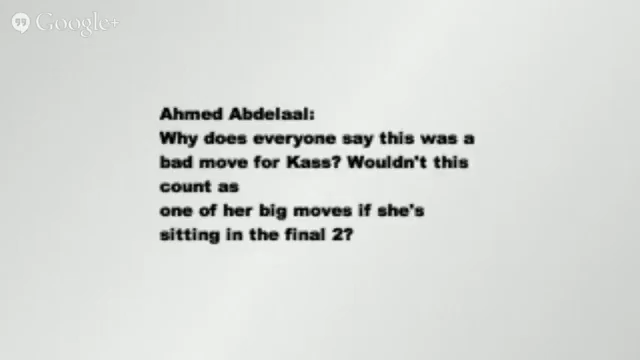 Google+
Ahmed Abdelaal:
Why does everyone say this was a
bad move for Kass? Wouldn't this
count as
one of her big moves if she's
sitting in the final 2?